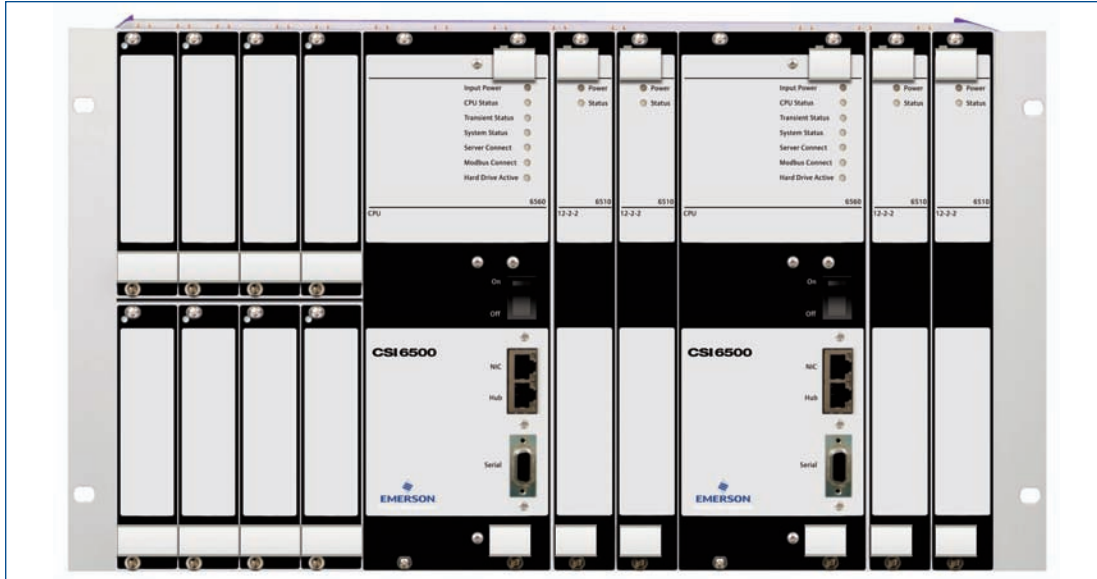 Input Power
CPU Status
Transient Status
System Status
Server Connect
Modbus Connect
Hard Drive Active
6560
CPU
On
Off
CSI 6500
NIC
Hub
Serial
EMERSON
Power
Status
6510
12-2-2
Power
Status
6510
12-2-2
Input Power
CPU Status
Transient Status
System Status
Server Connect
Modbus Connect
Hard Drive Active
6560
CPU
On
Off
CSI 6500
NIC
Hub
Serial
EMERSON
Power
Status
6510
12-2-2
Power
Status
6510
12-2-2